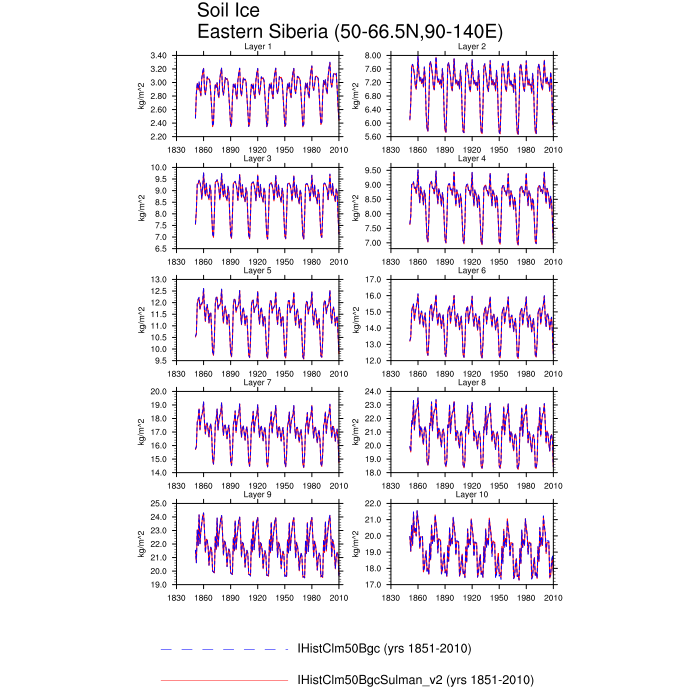 Soil Ice
Eastern Siberia (50-66.5N,90-140E)
Layer 1
Layer 2
3.40
3.20
3.00
2.80
2.60
2.40
2.20
kg/m^2
1830 1860 1890 1920 1950 1980 2010
8.00
7.60
7.20
6.80
6.40
6.00
5.60
kg/m^2
1830 1860 1890 1920 1950 1980 2010
Layer 3
Layer 4
10.0
9.5
9.0
8.5
8.0
7.5
7.0
6.5
kg/m^2
1830 1860 1890 1920 1950 1980 2010
9.50
9.00
8.50
8.00
7.50
7.00
kg/m^2
1830 1860 1890 1920 1950 1980 2010
Layer 5
Layer 6
13.0
12.5
12.0
11.5
11.0
10.5
10.0
9.5
kg/m^2
1830 1860 1890 1920 1950 1980 2010
17.0
16.0
15.0
14.0
13.0
12.0
kg/m^2
1830 1860 1890 1920 1950 1980 2010
Layer 7
Layer 8
20.0
19.0
18.0
17.0
16.0
15.0
14.0
kg/m^2
1830 1860 1890 1920 1950 1980 2010
24.0
23.0
22.0
21.0
20.0
19.0
18.0
kg/m^2
1830 1860 1890 1920 1950 1980 2010
Layer 9
Layer 10
25.0
24.0
23.0
22.0
21.0
20.0
19.0
kg/m^2
1830 1860 1890 1920 1950 1980 2010
22.0
21.0
20.0
19.0
18.0
17.0
kg/m^2
1830 1860 1890 1920 1950 1980 2010
IHistClm50Bgc (yrs 1851-2010)
IHistClm50BgcSulman_v2 (yrs 1851-2010)